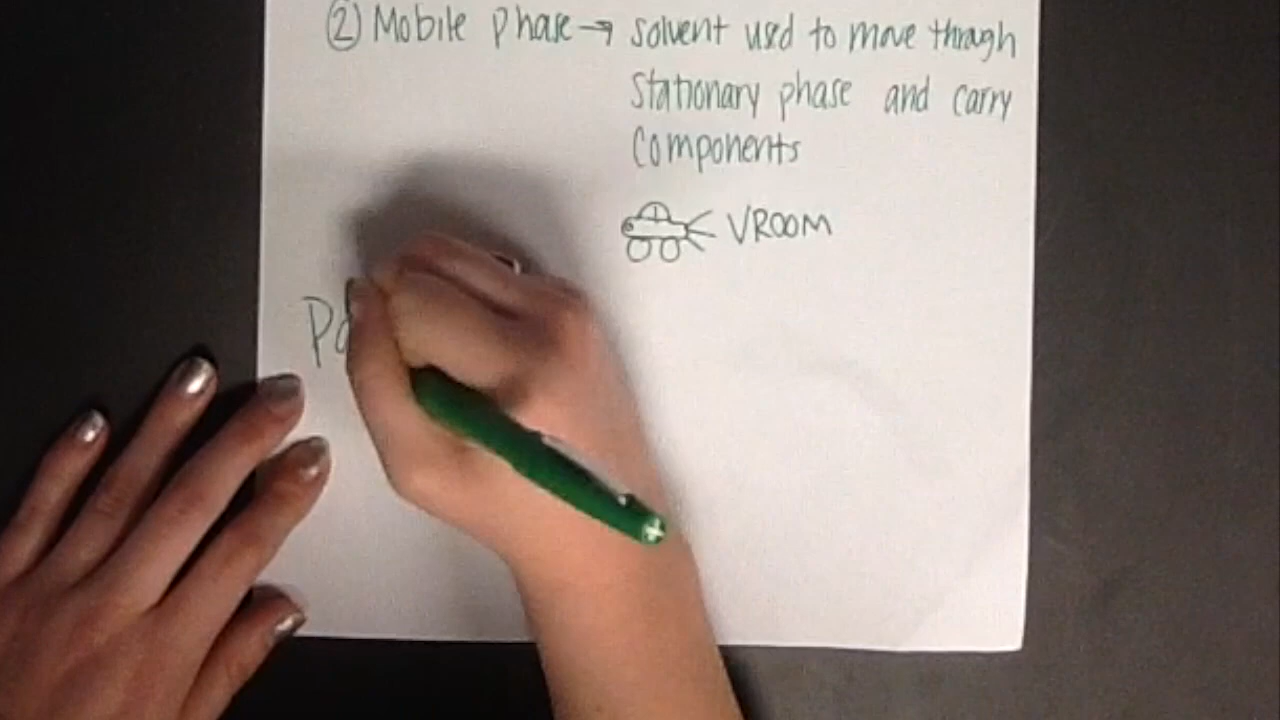 ② Mobile phase → solvent used to move through
stationary phase and carry
components
VROOM